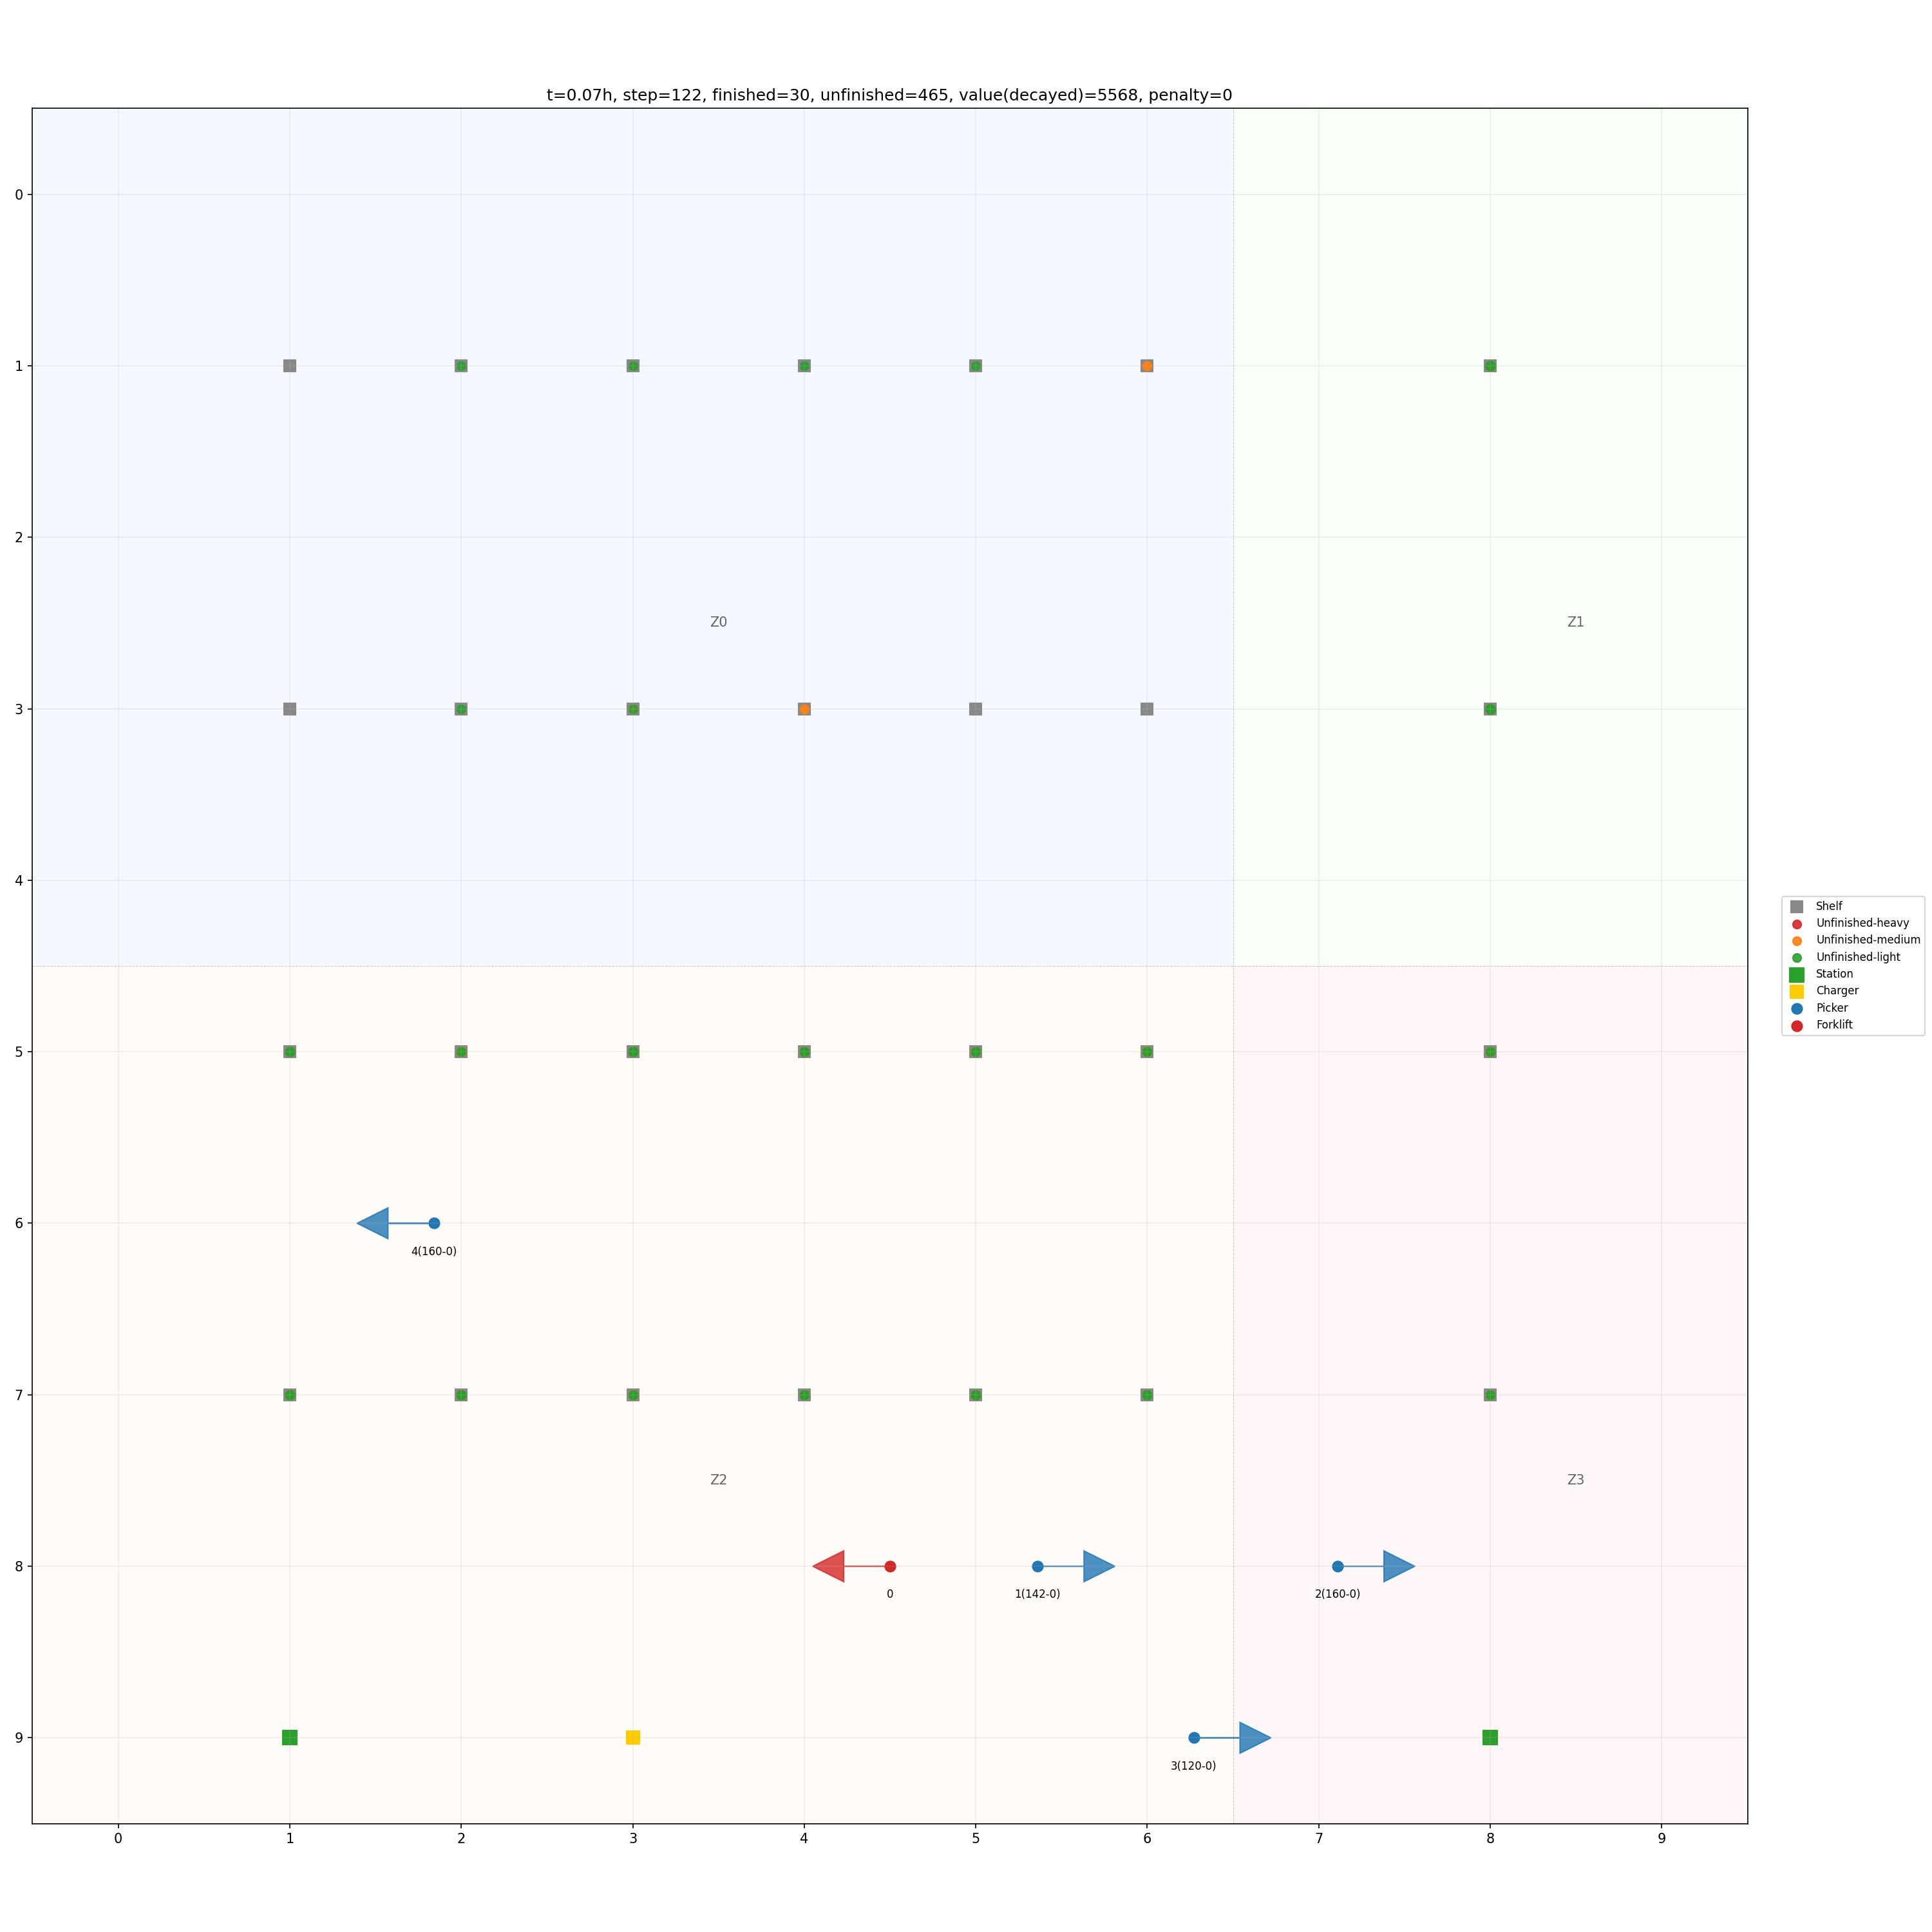 t=0.07h, step=122, finished=30, unfinished=465, value(decayed)=5568, penalty=0
0
1
2
Z0
Z1
3
4
Shelf
Unfinished-heavy
Unfinished-medium
Unfinished-light
Station
Charger
Picker
Forklift
5
6
4(160-0)
7
Z2
Z3
8
0
1(142-0)
2(160-0)
9
3(120-0)
0
1
2
3
4
5
6
7
8
9